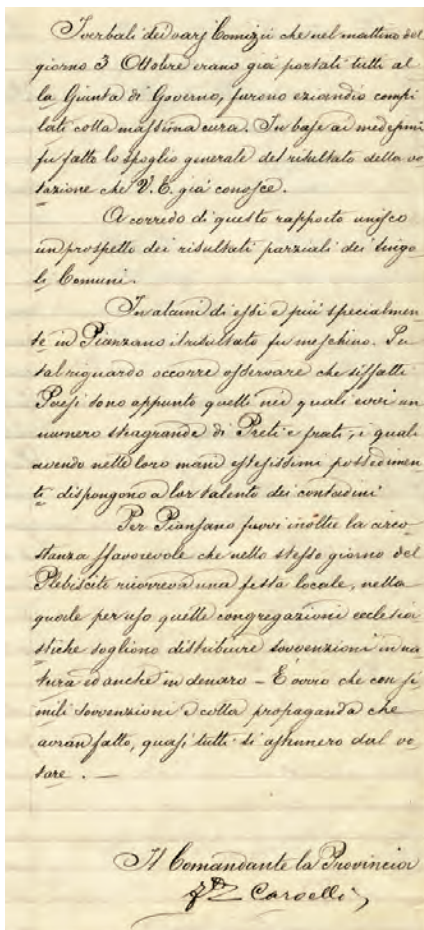 I verbali dei varj Comizii che nel mattino del
giorno 3 Ottobre erano già portati tutti al
la Giunta di Governo, furono eziandio compi
lati colla massima cura. In base ai medesimi
fu fatto lo spoglio generale del risultato della vo
tazione che V. E. già conosce.
A corredo di questo rapporto unisco
un prospetto dei risultati parziali dei singo
li Comuni.
In alcuni di essi e più specialmen
te in Pianzano il risultato fu meschino. Su
tal riguardo occorre osservare che siffatti
Paesi sono appunto quelli nei quali evvi un
numero stragrande di Preti e frati, i quali
avendo nelle loro mani estesissimi possedimen
ti dispongono a lor talento dei contadini
Per Pianzano fuvvi inoltre la circo
stanza sfavorevole che nello stesso giorno del
Plebiscito ricorreva una festa locale, nella
quale per uso quelle congregazioni ecclesia
stiche sogliono distribuire sovvenzioni in na
tura ed anche in denaro – È ovvio che con si
mili sovvenzioni e colla propaganda che
avran fatto, quasi tutti si astennero dal vo
tare. —
Il Comandante la Provincia
Carvelli